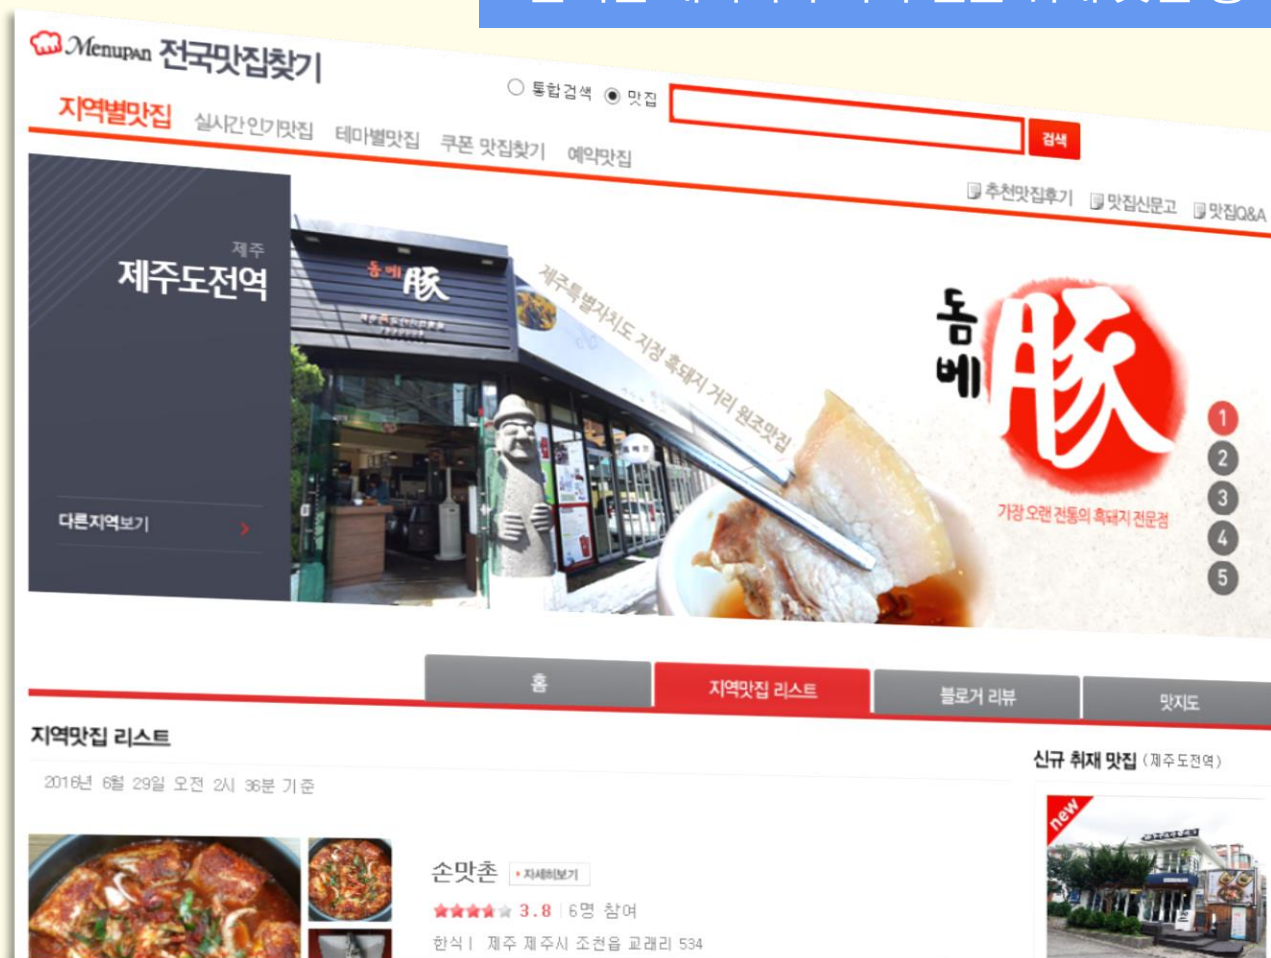 Menupan 전국맛집찾기
통합검색 맛집
검색
지역별맛집 실시간 인기맛집 테마별맛집 쿠폰 맛집찾기 예약맛집
추천맛집후기 맛집신문고 맛집Q&A
제주
제주도전역
다른지역보기
돔베豚
제주특별자치도 지정 흑돼지 거리 원조맛집
돔베豚
가장 오랜 전통의 흑돼지 전문점
1
2
3
4
5
홈 지역맛집 리스트 블로거 리뷰 맛지도
지역맛집 리스트
2016년 6월 29일 오전 2시 36분 기준
신규 취재 맛집 (제주도전역)
new
손맛촌 자세히보기
3.8 | 6명 참여
한식 | 제주 제주시 조천읍 교래리 534